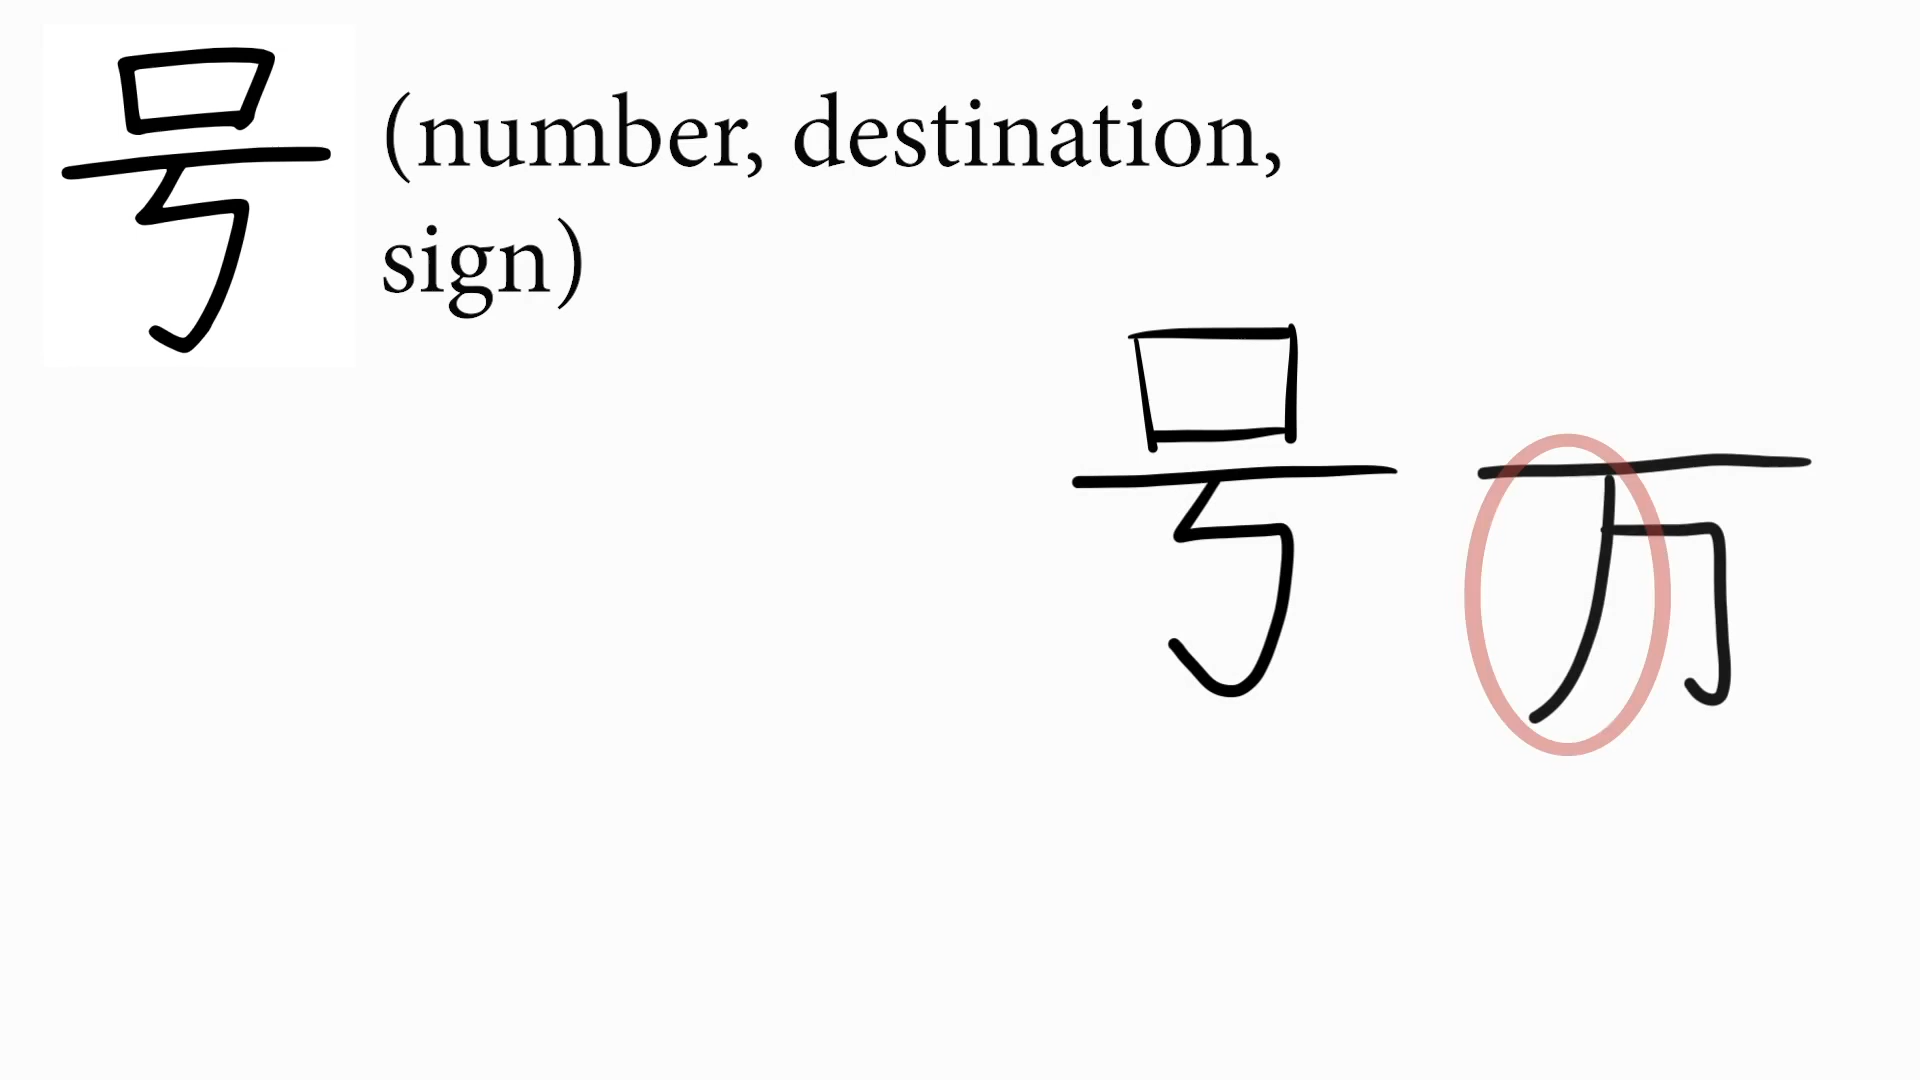 号 (number, destination,
sign)
号 万